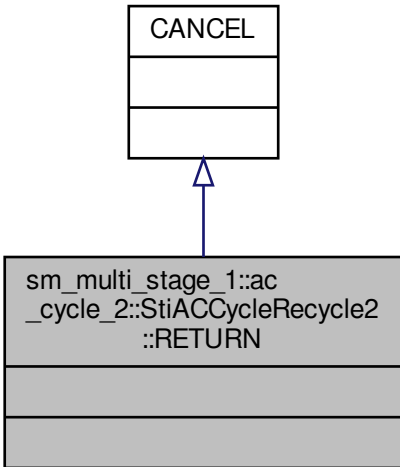 CANCEL
sm_multi_stage_1::ac
_cycle_2::StiACCycleRecycle2
::RETURN